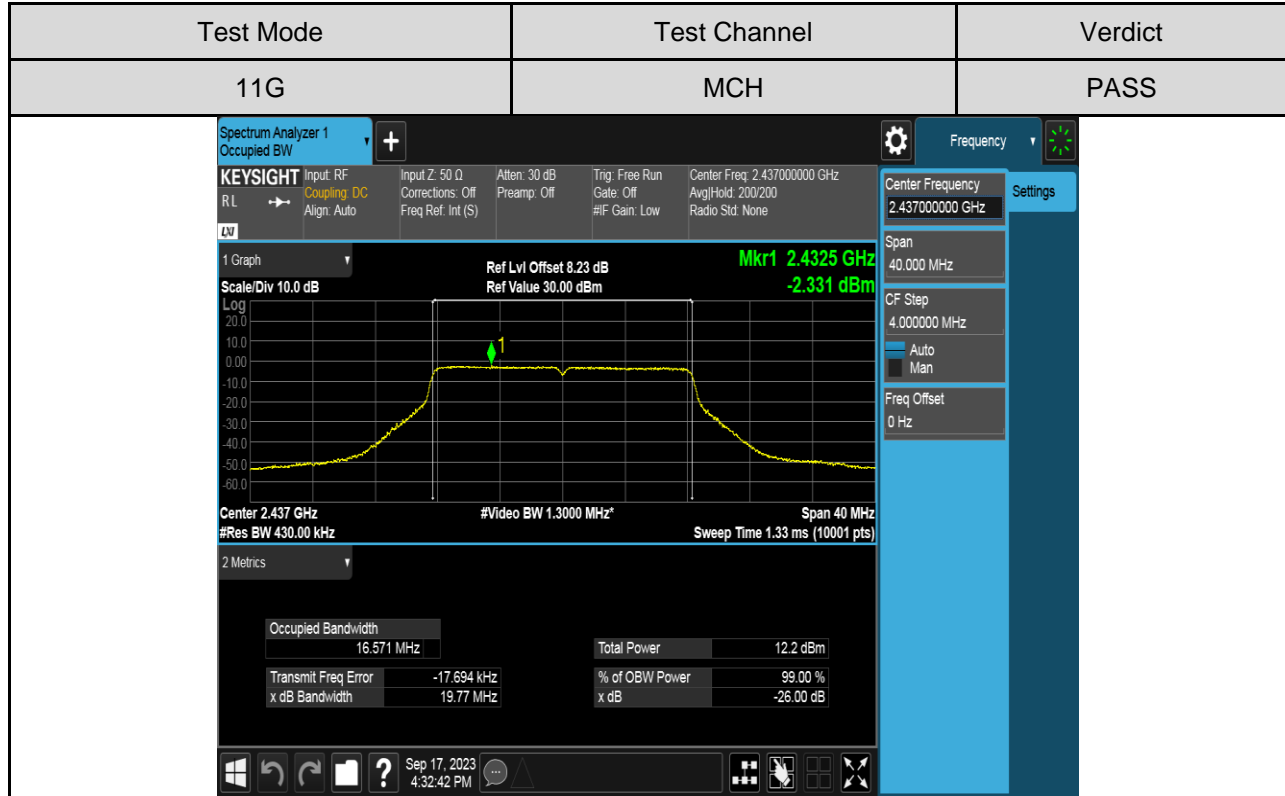 Test Mode Test Channel Verdict
11G MCH PASS
Spectrum Analyzer 1
Occupied BW
+
Frequency
KEYSIGHT
RL
LXI
Input: RF
Coupling: DC
Align: Auto
Input Z: 50 Ω
Corrections: Off
Freq Ref: Int (S)
Atten: 30 dB
Preamp: Off
Trig: Free Run
Gate: Off
#IF Gain: Low
Center Freq: 2.437000000 GHz
Avg|Hold: 200/200
Radio Std: None
Center Frequency
2.437000000 GHz
Settings
Span
40.000 MHz
CF Step
4.000000 MHz
Auto
Man
Freq Offset
0 Hz
1 Graph
Scale/Div 10.0 dB
Ref Lvl Offset 8.23 dB
Ref Value 30.00 dBm
Mkr1 2.4325 GHz
-2.331 dBm
Log
20.0
10.0
0.00
-10.0
-20.0
-30.0
-40.0
-50.0
-60.0
1
Center 2.437 GHz #Video BW 1.3000 MHz* Span 40 MHz
#Res BW 430.00 kHz Sweep Time 1.33 ms (10001 pts)
2 Metrics
Occupied Bandwidth
16.571 MHz
Total Power 12.2 dBm
Transmit Freq Error -17.694 kHz % of OBW Power 99.00 %
x dB Bandwidth 19.77 MHz x dB -26.00 dB
?
Sep 17, 2023
4:32:42 PM